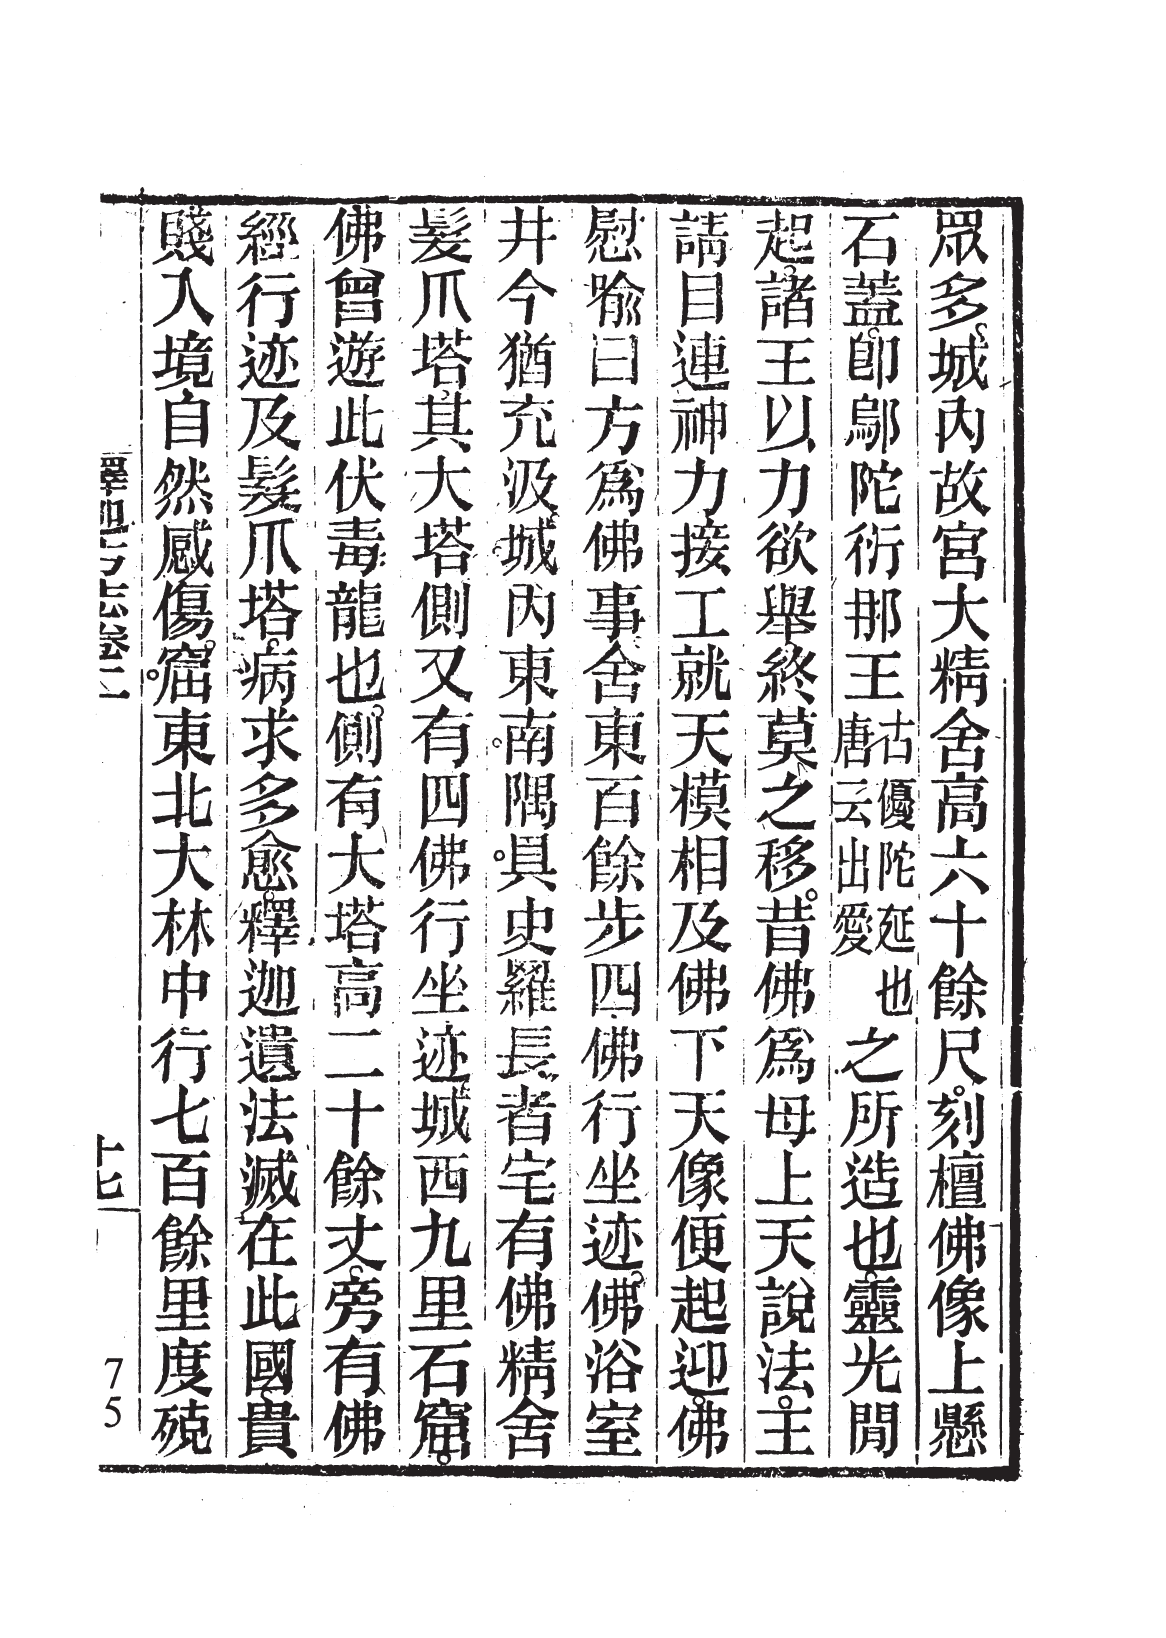 眾多城內故宮大精舍高六十餘尺刻檀佛像上懸
石蓋卽鄔陀衍那王古優陀延也唐云出愛之所造也靈光閒
起諸王以力欲舉終莫之移昔佛爲母上天說法王
請目連神力接工就天模相及佛下天像便起迎佛
慰喻曰方爲佛事舍東百餘步四佛行坐迹佛浴室
井今猶充汲城內東南隅具史羅長者宅有佛精舍
髮爪塔其大塔側又有四佛行坐迹城西九里石窟
佛曾遊此伏毒龍也側有大塔高二十餘丈旁有佛
經行迹及髮爪塔病求多愈釋迦遺法滅在此國貴
賤入境自然感傷窟東北大林中行七百餘里度殑
釋迦方志卷二
十七
75